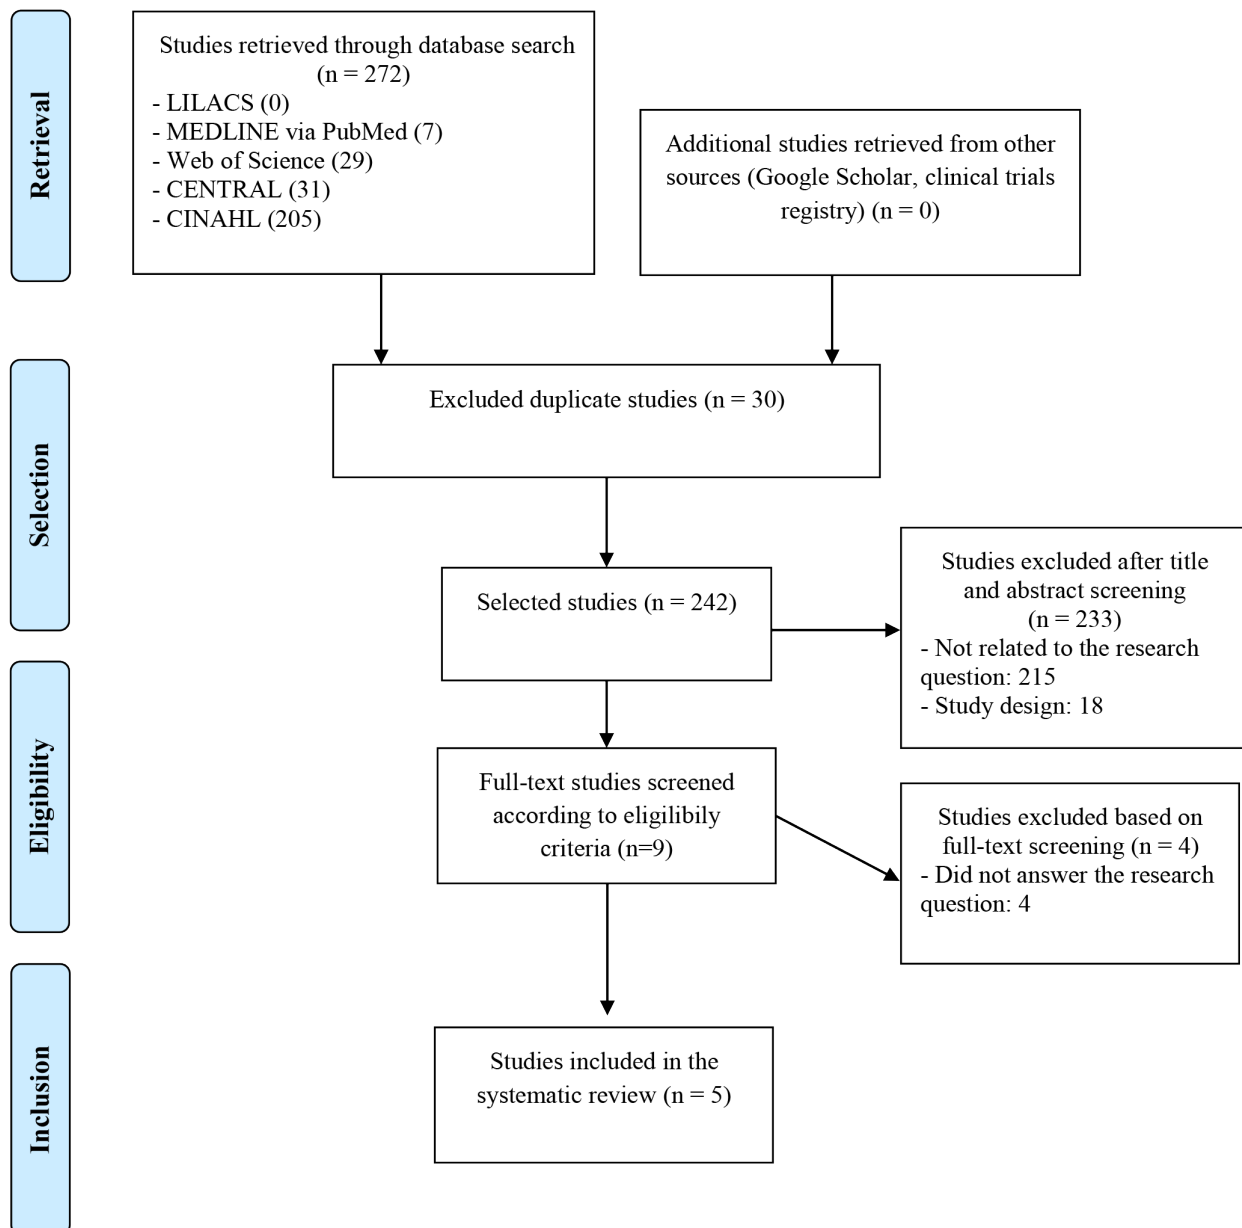 Retrieval
Studies retrieved through database search
(n = 272)
- LILACS (0)
- MEDLINE via PubMed (7)
- Web of Science (29)
- CENTRAL (31)
- CINAHL (205)
Additional studies retrieved from other
sources (Google Scholar, clinical trials
registry) (n = 0)
Selection
Excluded duplicate studies (n = 30)
Selected studies (n = 242)
Studies excluded after title
and abstract screening
(n = 233)
- Not related to the research
question: 215
- Study design: 18
Eligibility
Full-text studies screened
according to eligilibily
criteria (n=9)
Studies excluded based on
full-text screening (n = 4)
- Did not answer the research
question: 4
Inclusion
Studies included in the
systematic review (n = 5)